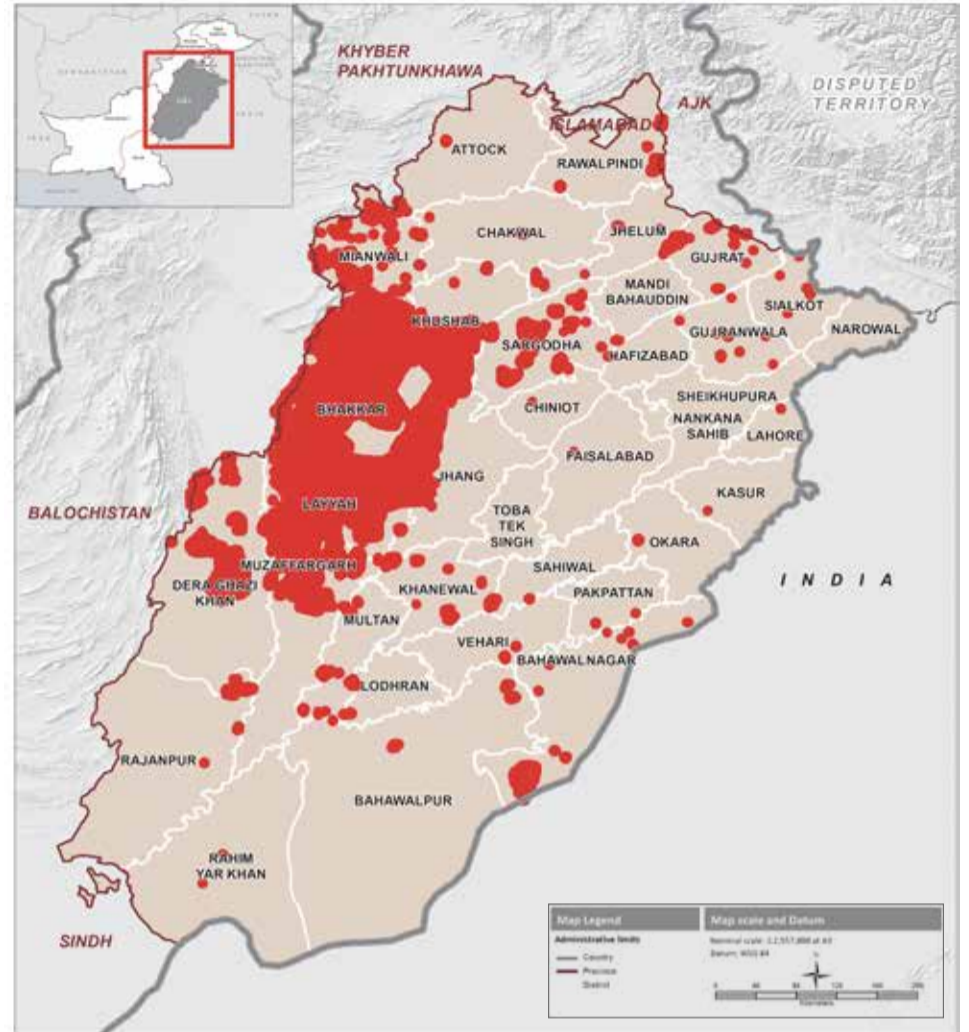 KHYBER
PAKHTUNKHAWA
AJK
DISPUTED
TERRITORY
ISLAMABAD
ATTOCK
RAWALPINDI
CHAKWAL
JHELUM
MIANWALI
GUJRAT
MANDI
BAHAUDDIN
SIALKOT
KHUSHAB
GUJRANWALA
NAROWAL
SARGODHA
HAFIZABAD
SHEIKHUPURA
BHAKKAR
CHINIOT
NANKANA
SAHIB
LAHORE
FAISALABAD
JHANG
KASUR
LAYYAH
BALOCHISTAN
TOBA
TEK
SINGH
OKARA
MUZAFFARGARH
SAHIWAL
INDIA
DERA GHAZI
KHAN
KHANEWAL
PAKPATTAN
MULTAN
VEHARI
BAHAWALNAGAR
LODHRAN
RAJANPUR
BAHAWALPUR
RAHIM
YAR KHAN
SINDH
Map Legend
Administrative limits
Country
Province
District
Map scale and Datum
Kilometers